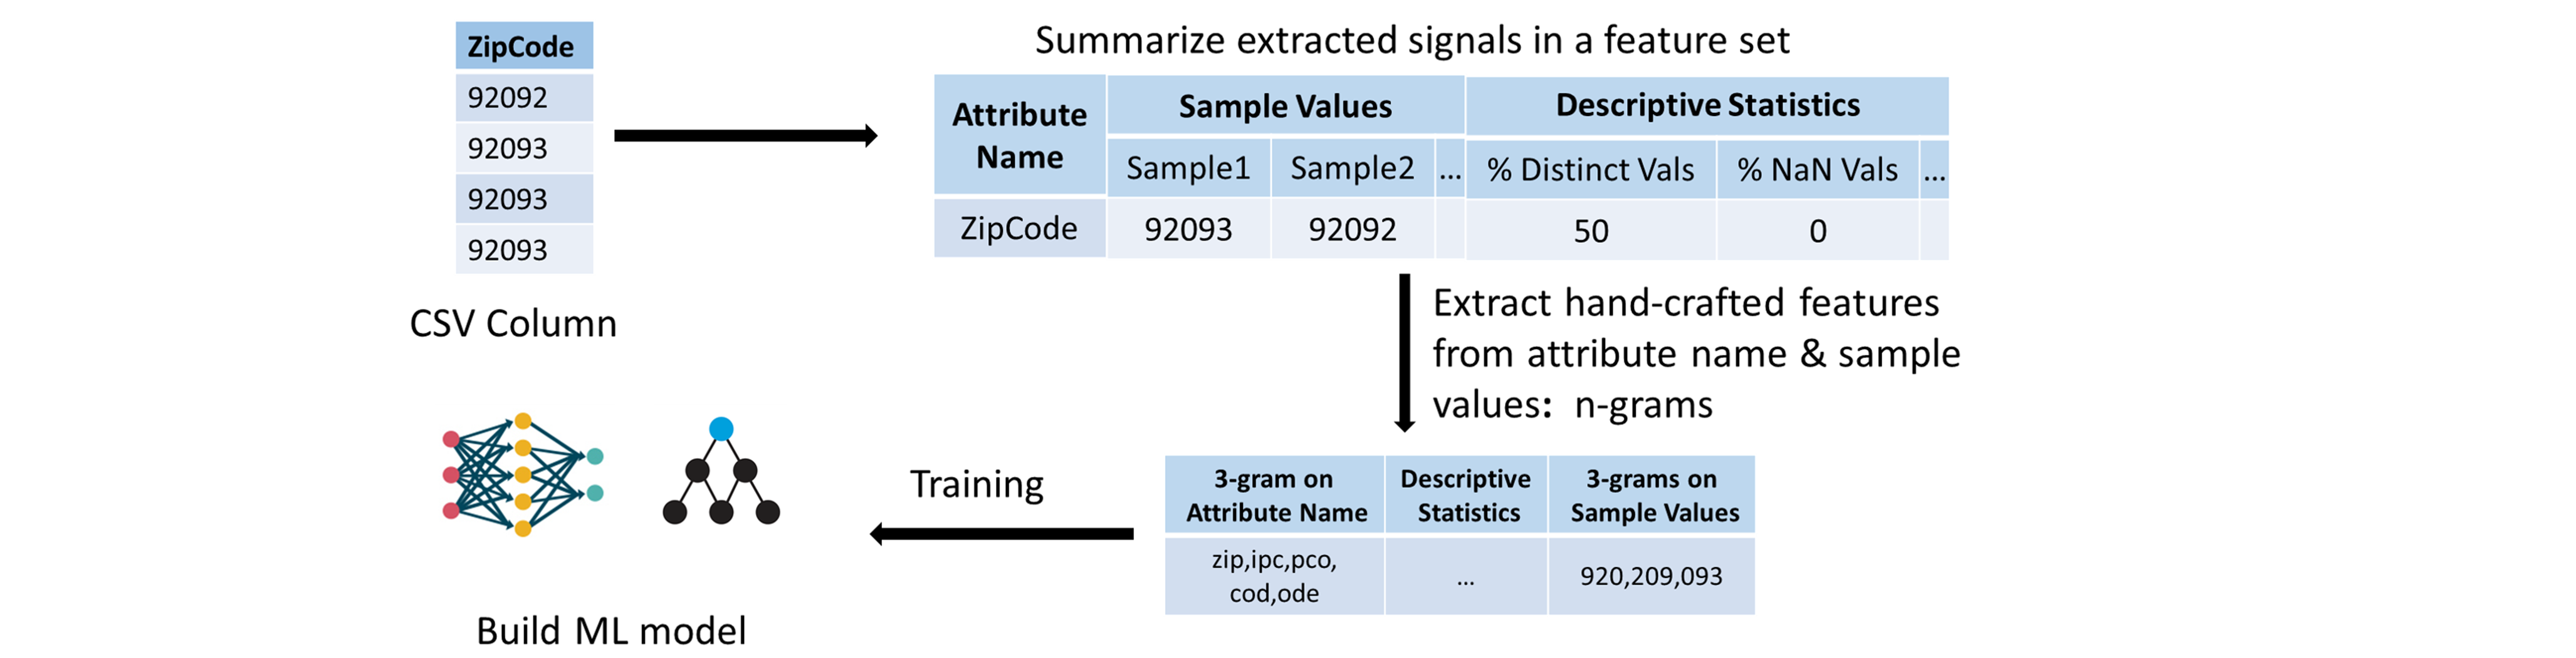 ZipCode
92092
92093
92093
92093
CSV Column
Summarize extracted signals in a feature set
Attribute
Name
Sample Values
Descriptive Statistics
Sample1
Sample2
...
% Distinct Vals
% NaN Vals
...
ZipCode
92093
92092
50
0
Extract hand-crafted features
from attribute name & sample
values: n-grams
3-gram on
Attribute Name
Descriptive
Statistics
3-grams on
Sample Values
zip,ipc,pco,
cod,ode
...
920,209,093
Training
Build ML model